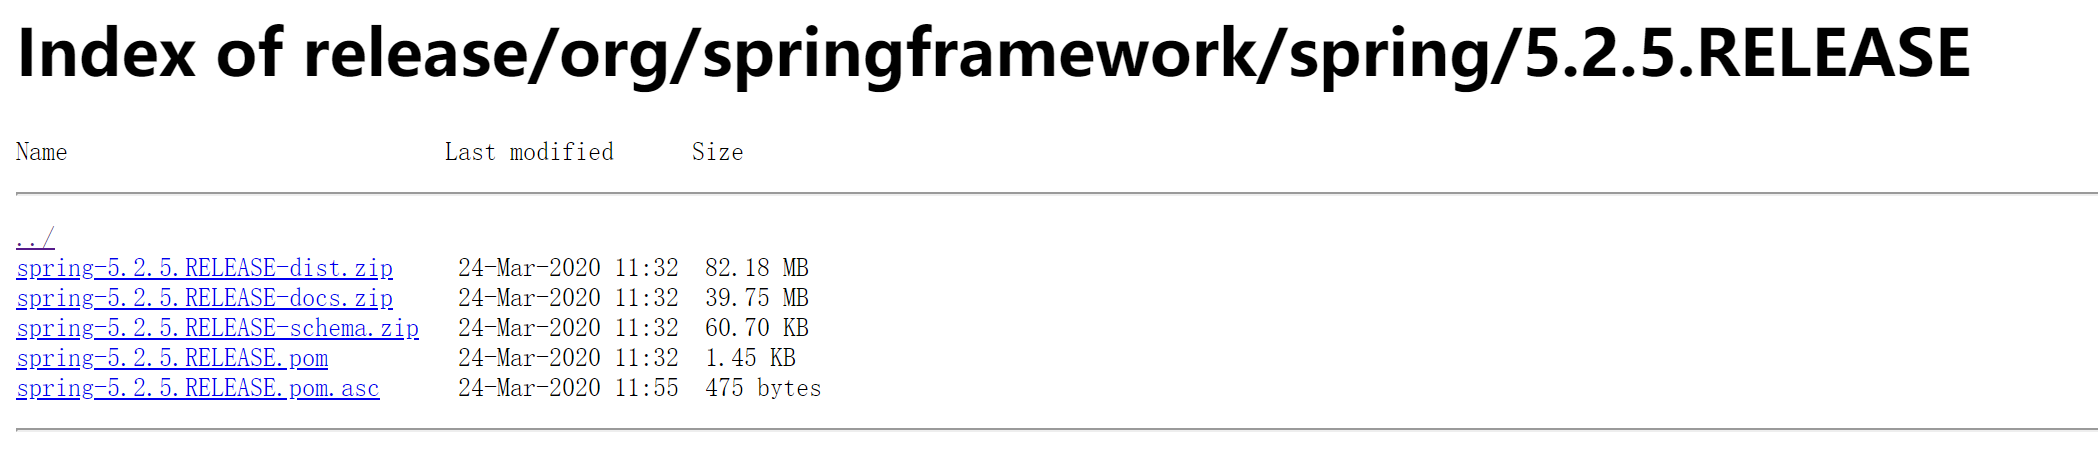 Index of release/org/springframework/spring/5.2.5.RELEASE
Name Last modified Size
../
spring-5.2.5.RELEASE-dist.zip 24-Mar-2020 11:32 82.18 MB
spring-5.2.5.RELEASE-docs.zip 24-Mar-2020 11:32 39.75 MB
spring-5.2.5.RELEASE-schema.zip 24-Mar-2020 11:32 60.70 KB
spring-5.2.5.RELEASE.pom 24-Mar-2020 11:32 1.45 KB
spring-5.2.5.RELEASE.pom.asc 24-Mar-2020 11:55 475 bytes